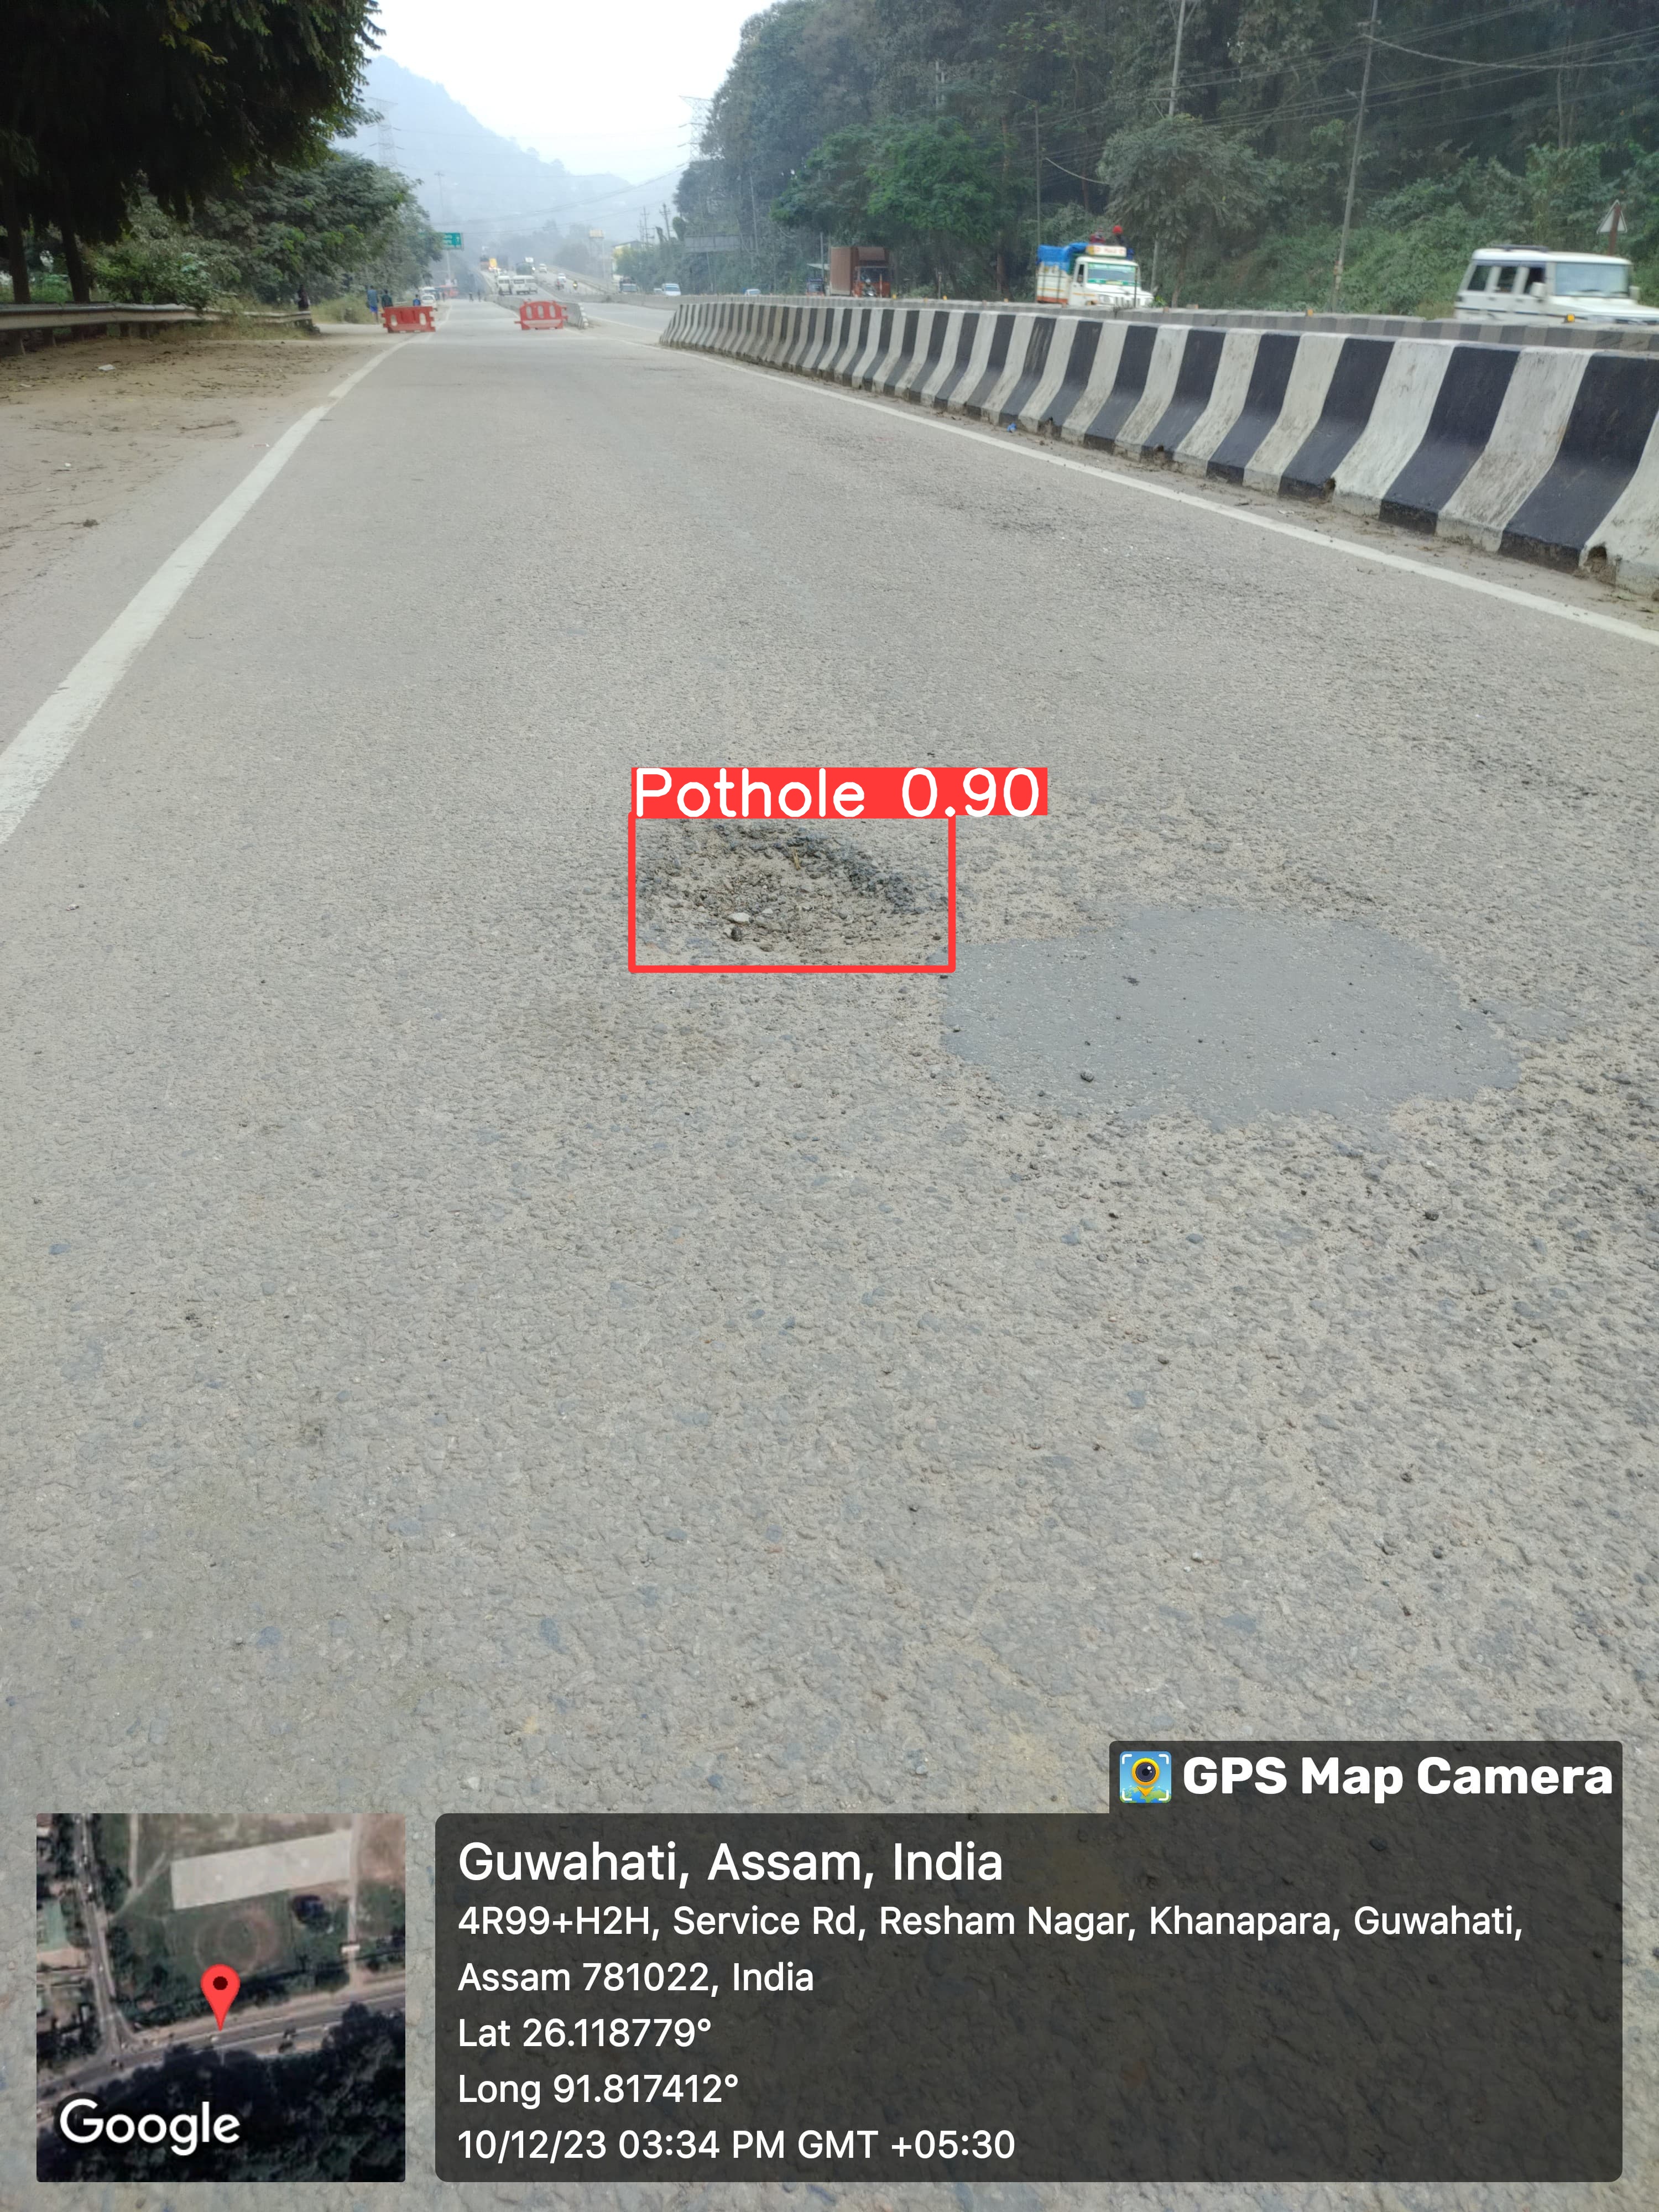 Pothole 0.90
GPS Map Camera
Guwahati, Assam, India
4R99+H2H, Service Rd, Resham Nagar, Khanapara, Guwahati,
Assam 781022, India
Lat 26.118779°
Long 91.817412°
10/12/23 03:34 PM GMT +05:30
Google